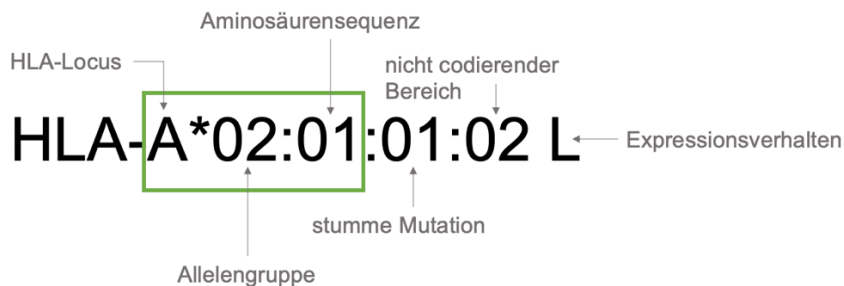 Aminosäurensequenz
HLA-Locus
nicht codierender
Bereich
HLA-A*02:01:01:02 L
Expressionsverhalten
stumme Mutation
Allelengruppe